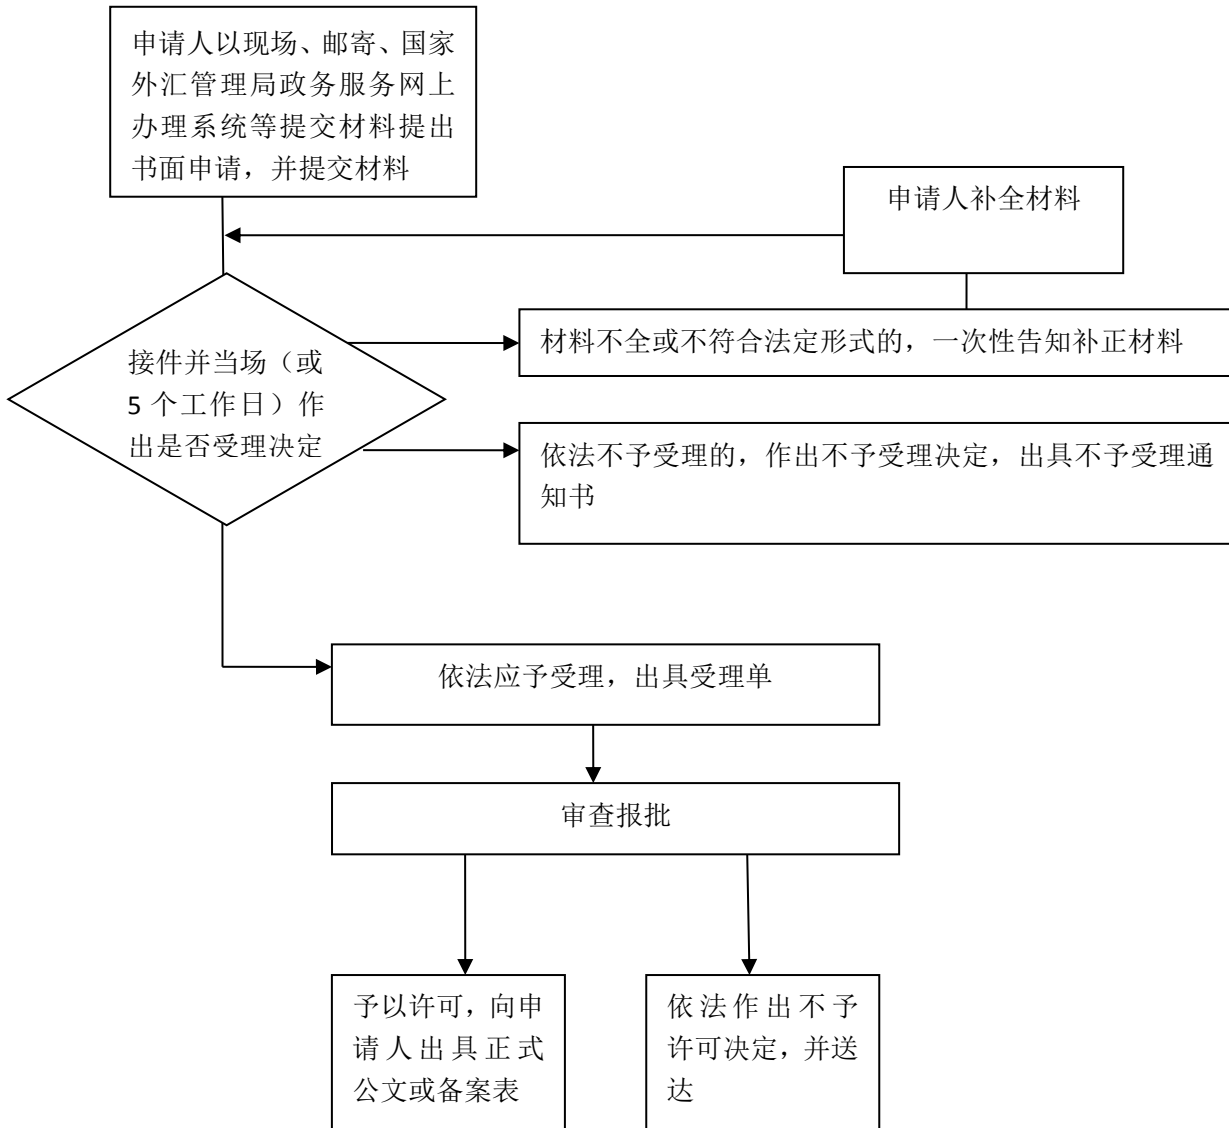 申请人以现场、邮寄、国家
外汇管理局政务服务网上
办理系统等提交材料提出
书面申请，并提交材料
申请人补全材料
材料不全或不符合法定形式的，一次性告知补正材料
接件并当场（或
5 个工作日）作
出是否受理决定
依法不予受理的，作出不予受理决定，出具不予受理通
知书
依法应予受理，出具受理单
审查报批
予以许可，向申
请人出具正式
公文或备案表
依法作出不予
许可决定，并送
达